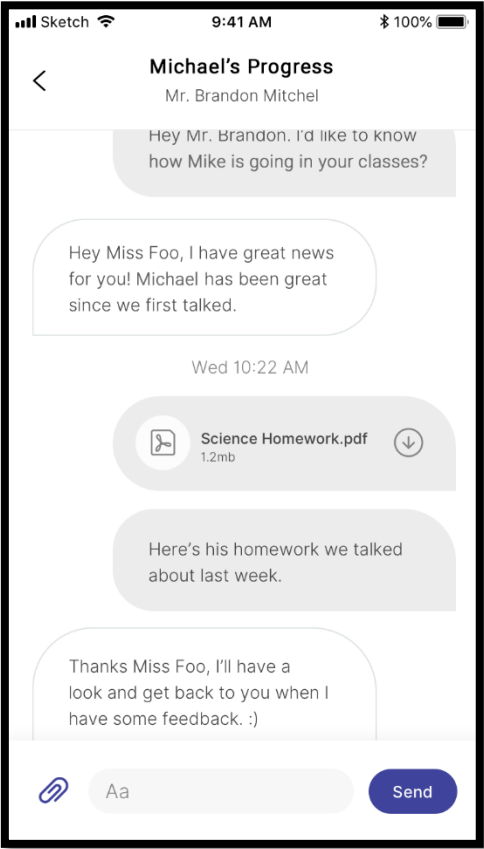 Sketch 9:41 AM 100%
Michael's Progress
Mr. Brandon Mitchel
Hey Mr. Brandon. I'd like to know
how Mike is going in your classes?
Hey Miss Foo, I have great news
for you! Michael has been great
since we first talked.
Wed 10:22 AM
Science Homework.pdf
1.2mb
Here's his homework we talked
about last week.
Thanks Miss Foo, I'll have a
look and get back to you when I
have some feedback. :)
Aa
Send